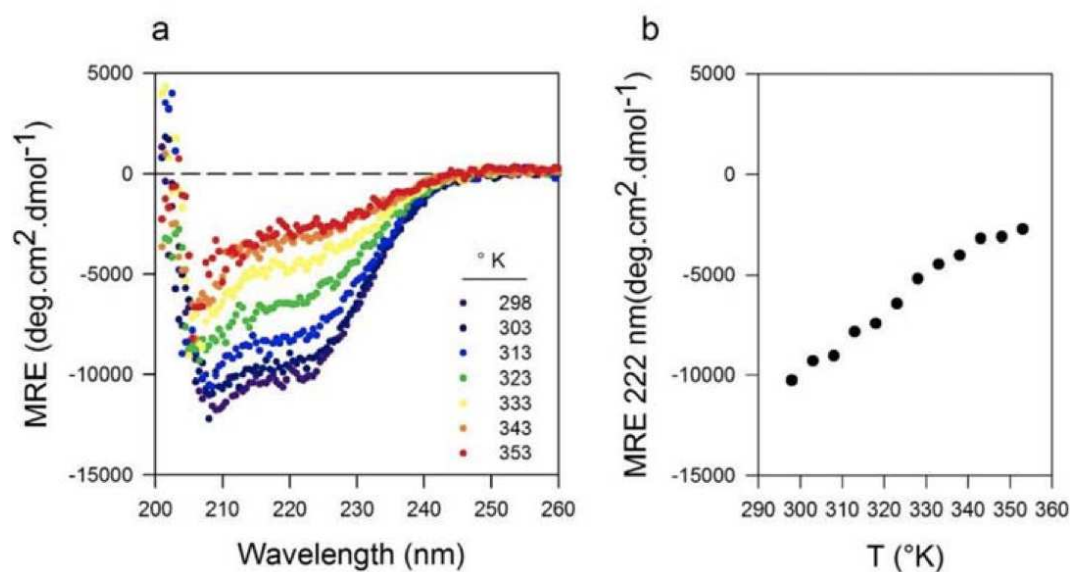 a
MRE (deg.cm².dmol⁻¹)
5000
0
-5000
-10000
-15000
° K
298
303
313
323
333
343
353
200 210 220 230 240 250 260
Wavelength (nm)
b
MRE 222 nm(deg.cm².dmol⁻¹)
5000
0
-5000
-10000
-15000
290 300 310 320 330 340 350 360
T (°K)